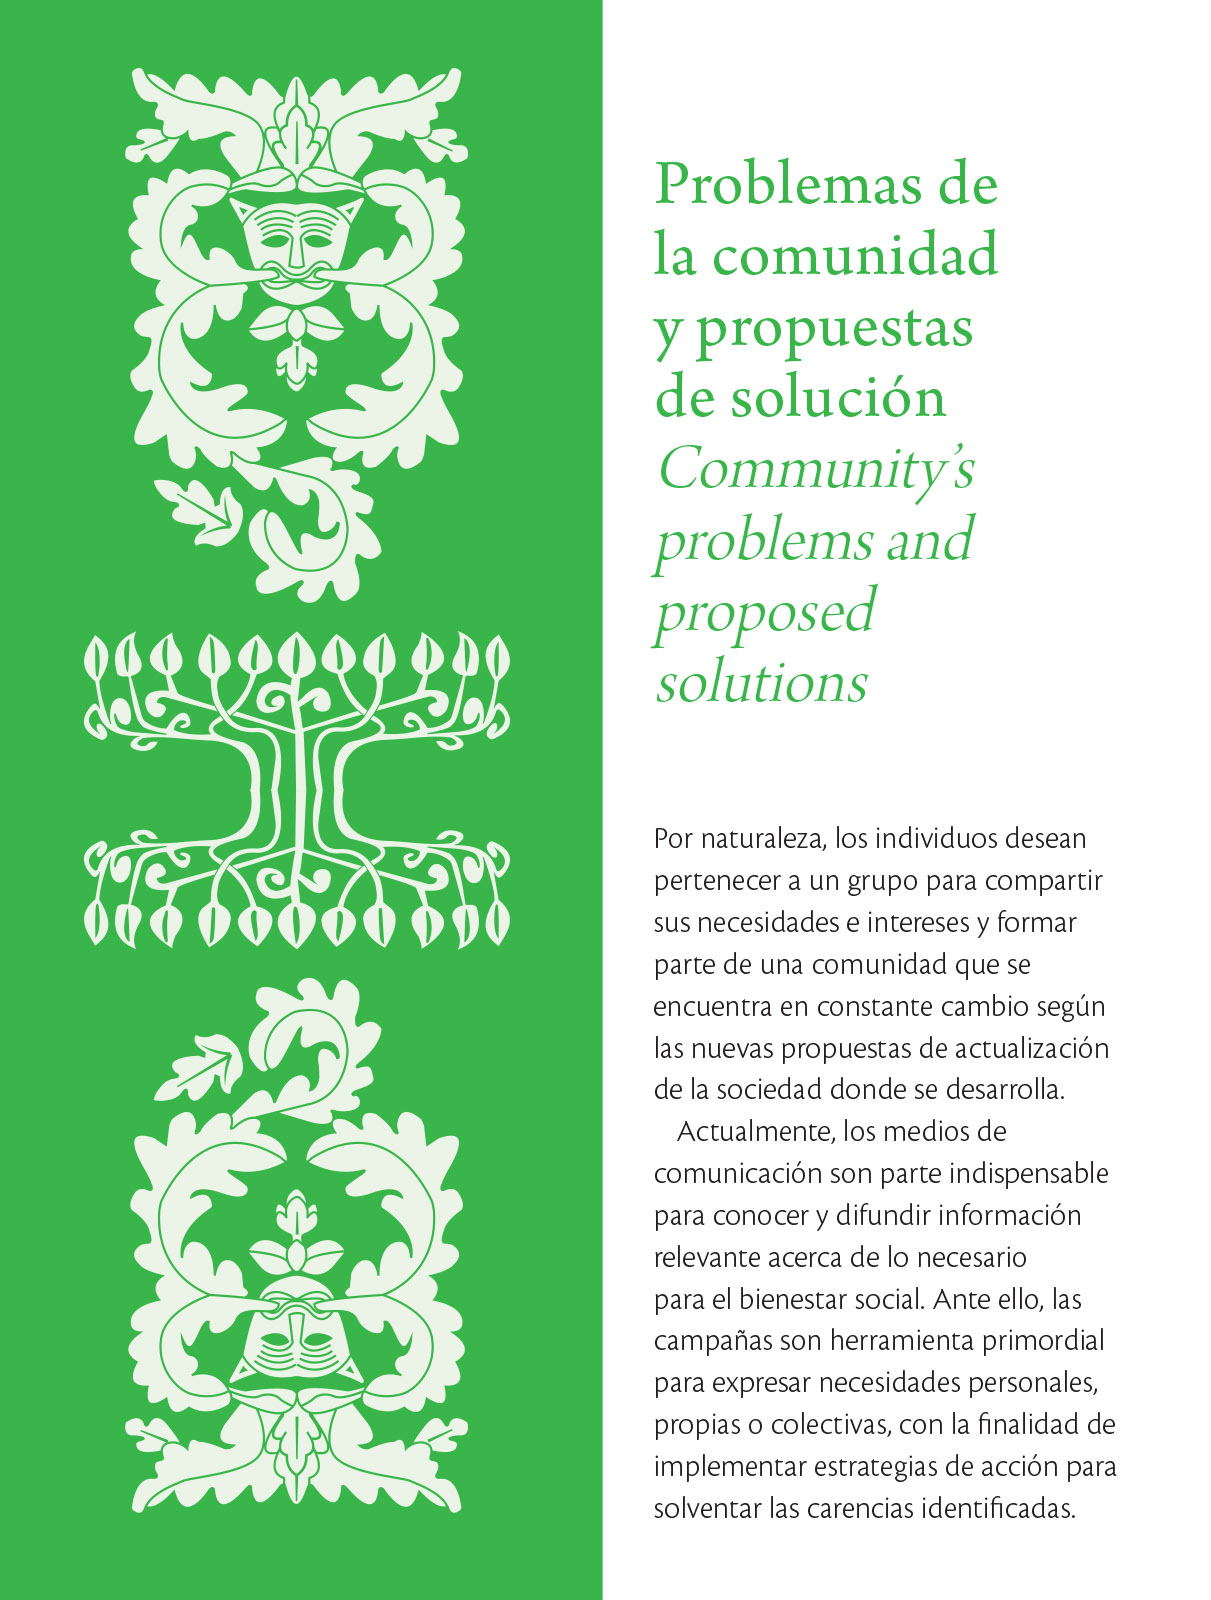 Problemas de
la comunidad
y propuestas
de solución
Community’s
problems and
proposed
solutions
Por naturaleza, los individuos desean
pertenecer a un grupo para compartir
sus necesidades e intereses y formar
parte de una comunidad que se
encuentra en constante cambio según
las nuevas propuestas de actualización
de la sociedad donde se desarrolla.
Actualmente, los medios de
comunicación son parte indispensable
para conocer y difundir información
relevante acerca de lo necesario
para el bienestar social. Ante ello, las
campañas son herramienta primordial
para expresar necesidades personales,
propias o colectivas, con la finalidad de
implementar estrategias de acción para
solventar las carencias identificadas.